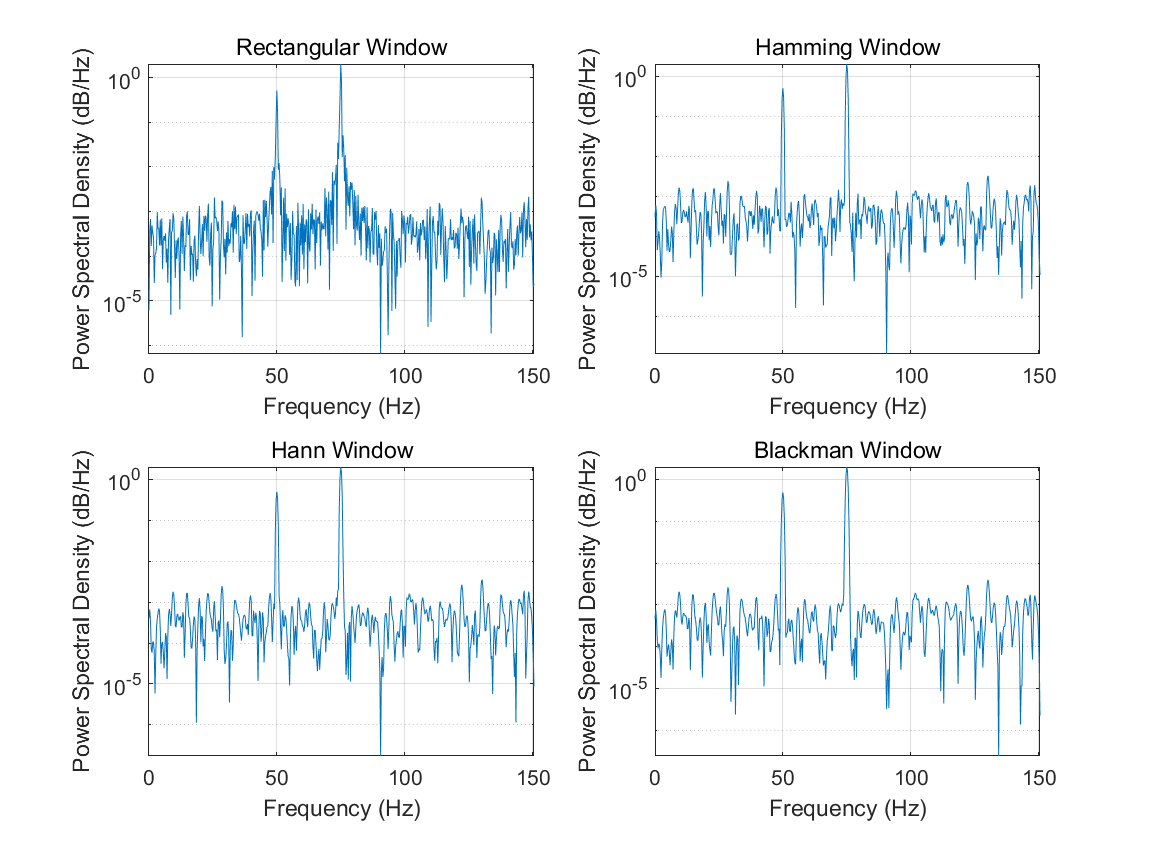 Rectangular Window
Power Spectral Density (dB/Hz)
10^0
10^-5
0 50 100 150
Frequency (Hz)
Hamming Window
Power Spectral Density (dB/Hz)
10^0
10^-5
0 50 100 150
Frequency (Hz)
Hann Window
Power Spectral Density (dB/Hz)
10^0
10^-5
0 50 100 150
Frequency (Hz)
Blackman Window
Power Spectral Density (dB/Hz)
10^0
10^-5
0 50 100 150
Frequency (Hz)